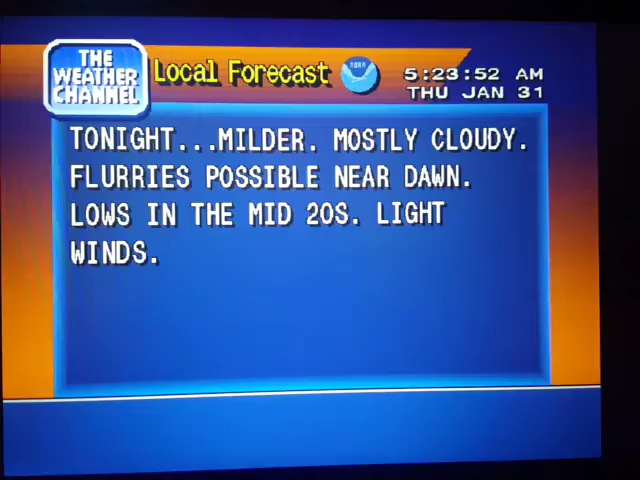 THE
WEATHER
CHANNEL
Local Forecast
NOAA
5:23:52 AM
THU JAN 31
TONIGHT...MILDER. MOSTLY CLOUDY.
FLURRIES POSSIBLE NEAR DAWN.
LOWS IN THE MID 20S. LIGHT
WINDS.